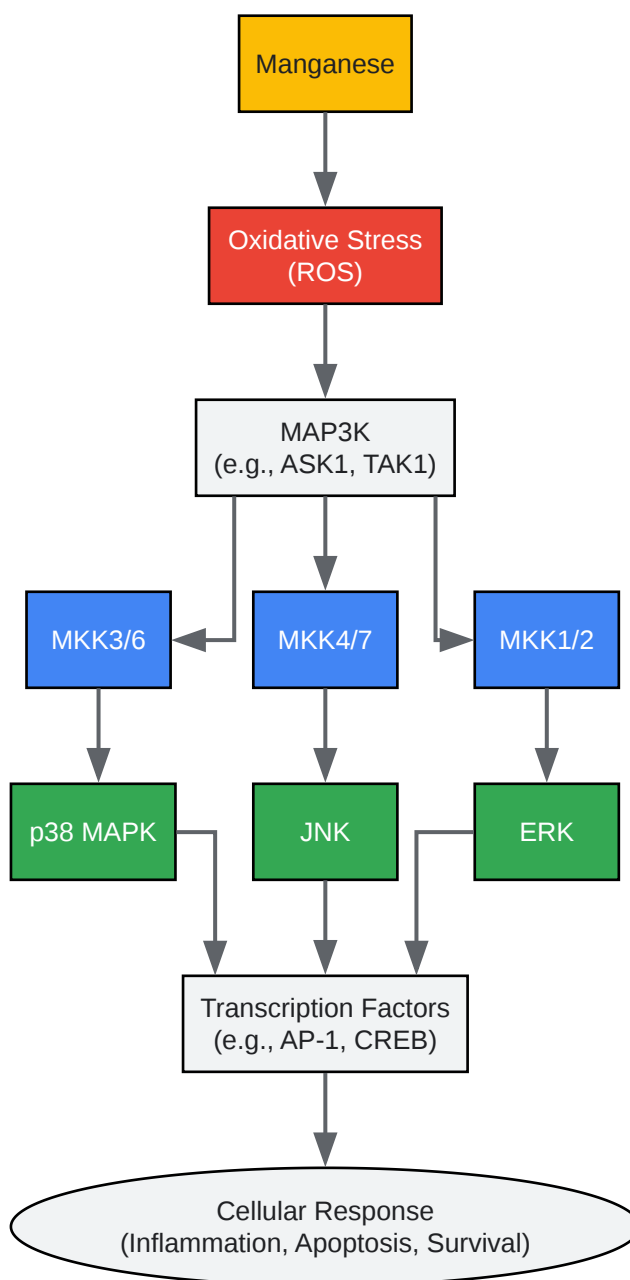 Manganese
Oxidative Stress
(ROS)
MAP3K
(e.g., ASK1, TAK1)
MKK3/6
MKK4/7
MKK1/2
p38 MAPK
JNK
ERK
Transcription Factors
(e.g., AP-1, CREB)
Cellular Response
(Inflammation, Apoptosis, Survival)